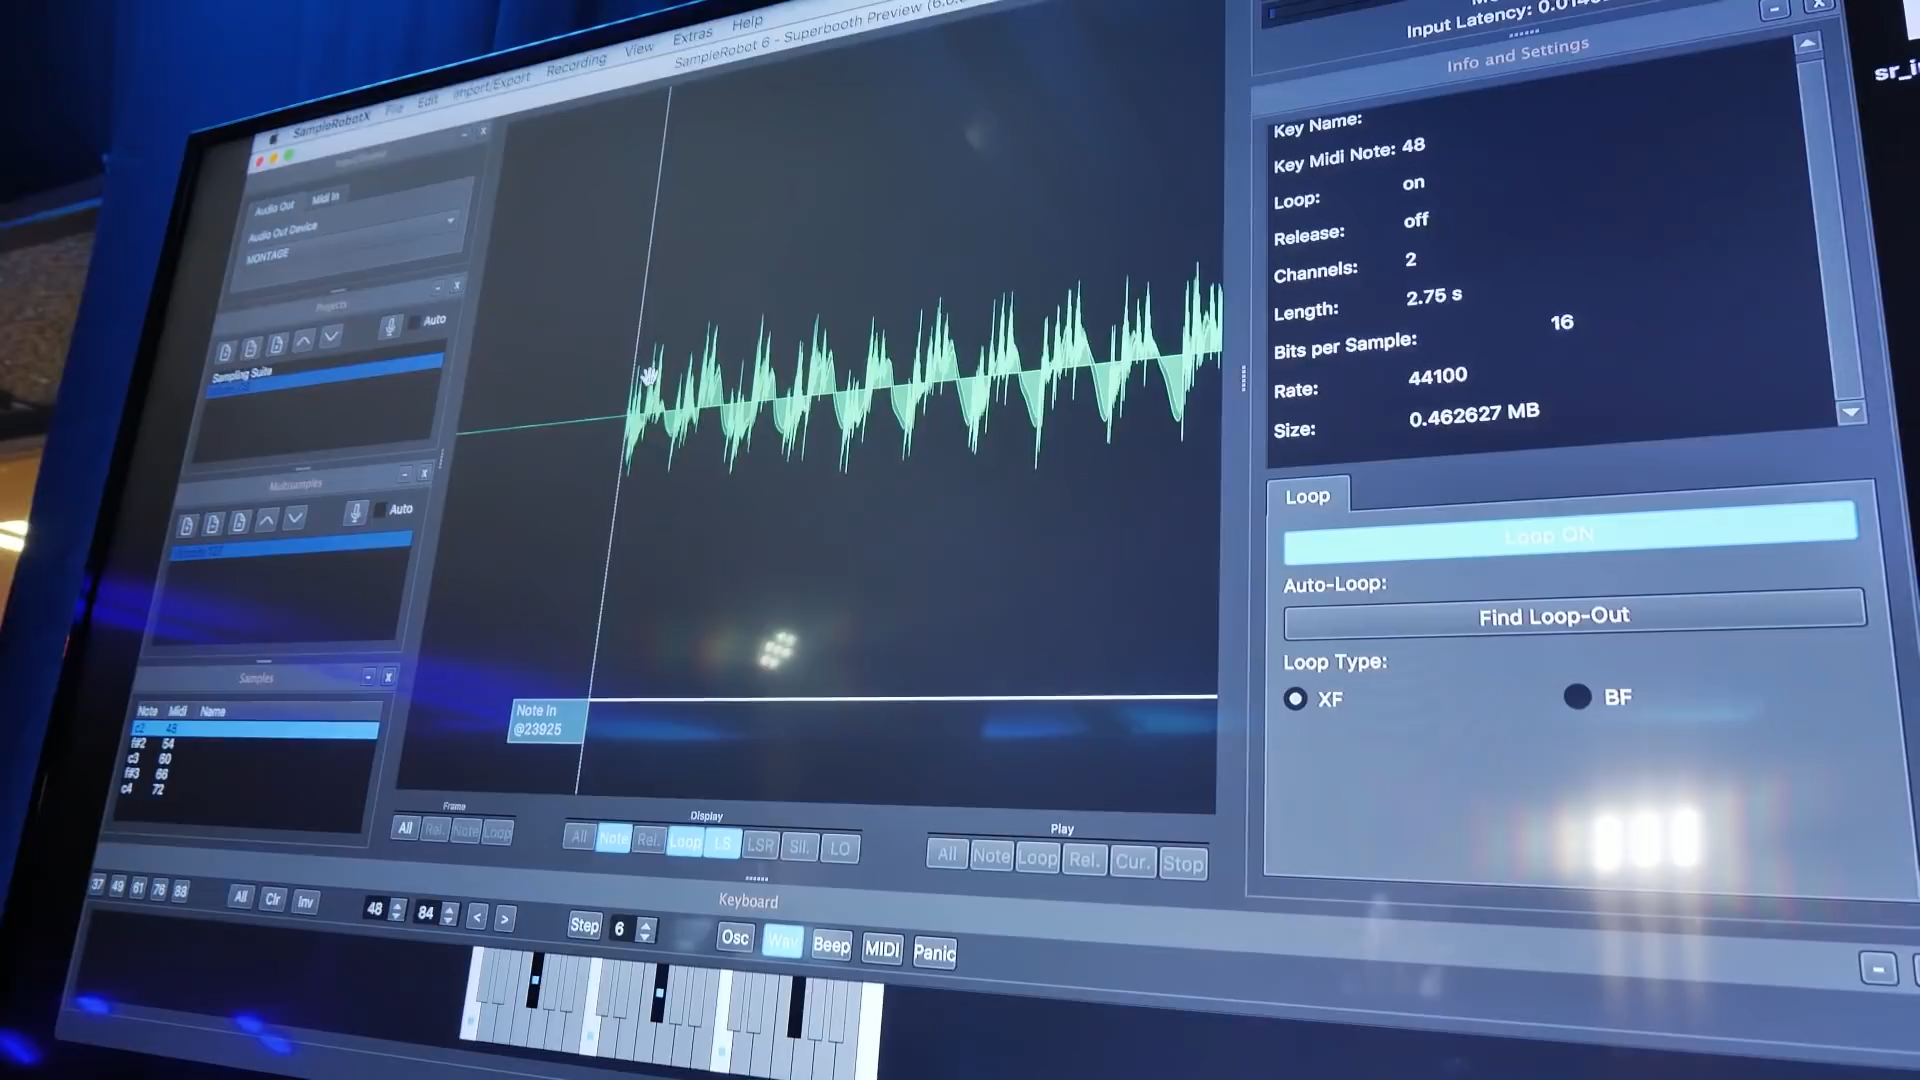 Input Latency:
sr_i
Help
Extras
View
Recording
Import/Export
Edit
File
SampleRobotX
SampleRobot 6 - Superbooth Preview
Audio Out
Midi In
Audio Out Device
MONTAGE
Projects
Auto
Sampling Suite
Multisamples
Auto
Samples
Note Midi Name
c2 48
f#2 54
c3 60
f#3 66
c4 72
Note In
@23925
Info and Settings
Key Name:
Key Midi Note: 48
Loop: on
Release: off
Channels: 2
Length: 2.75 s
Bits per Sample: 16
Rate: 44100
Size: 0.462627 MB
Loop
Loop ON
Auto-Loop:
Find Loop-Out
Loop Type:
XF BF
Frame
All Rel. Note Loop
Display
All Note Rel. Loop LS LSR Sil. LO
Play
All Note Loop Rel. Cur. Stop
Keyboard
37 49 61 76 88
All Clr Inv
48 84 < >
Step 6
Osc Wav Beep MIDI Panic